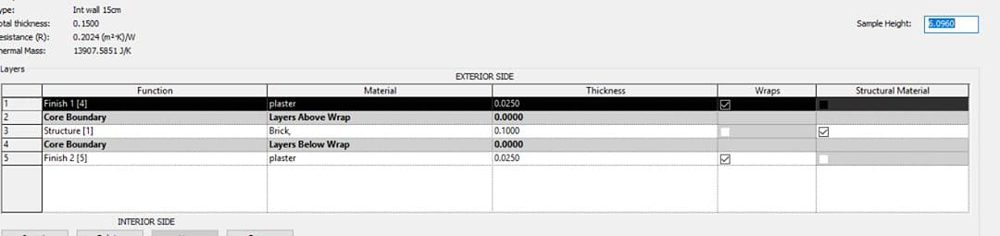 ype: Int wall 15cm
otal thickness: 0.1500 Sample Height: 6.0960
esistance (R): 0.2024 (m²·K)/W
hermal Mass: 13907.5851 J/K
Layers
EXTERIOR SIDE
Function Material Thickness Wraps Structural Material
1 Finish 1 [4] plaster 0.0250
2 Core Boundary Layers Above Wrap 0.0000
3 Structure [1] Brick, 0.1000
4 Core Boundary Layers Below Wrap 0.0000
5 Finish 2 [5] plaster 0.0250
INTERIOR SIDE